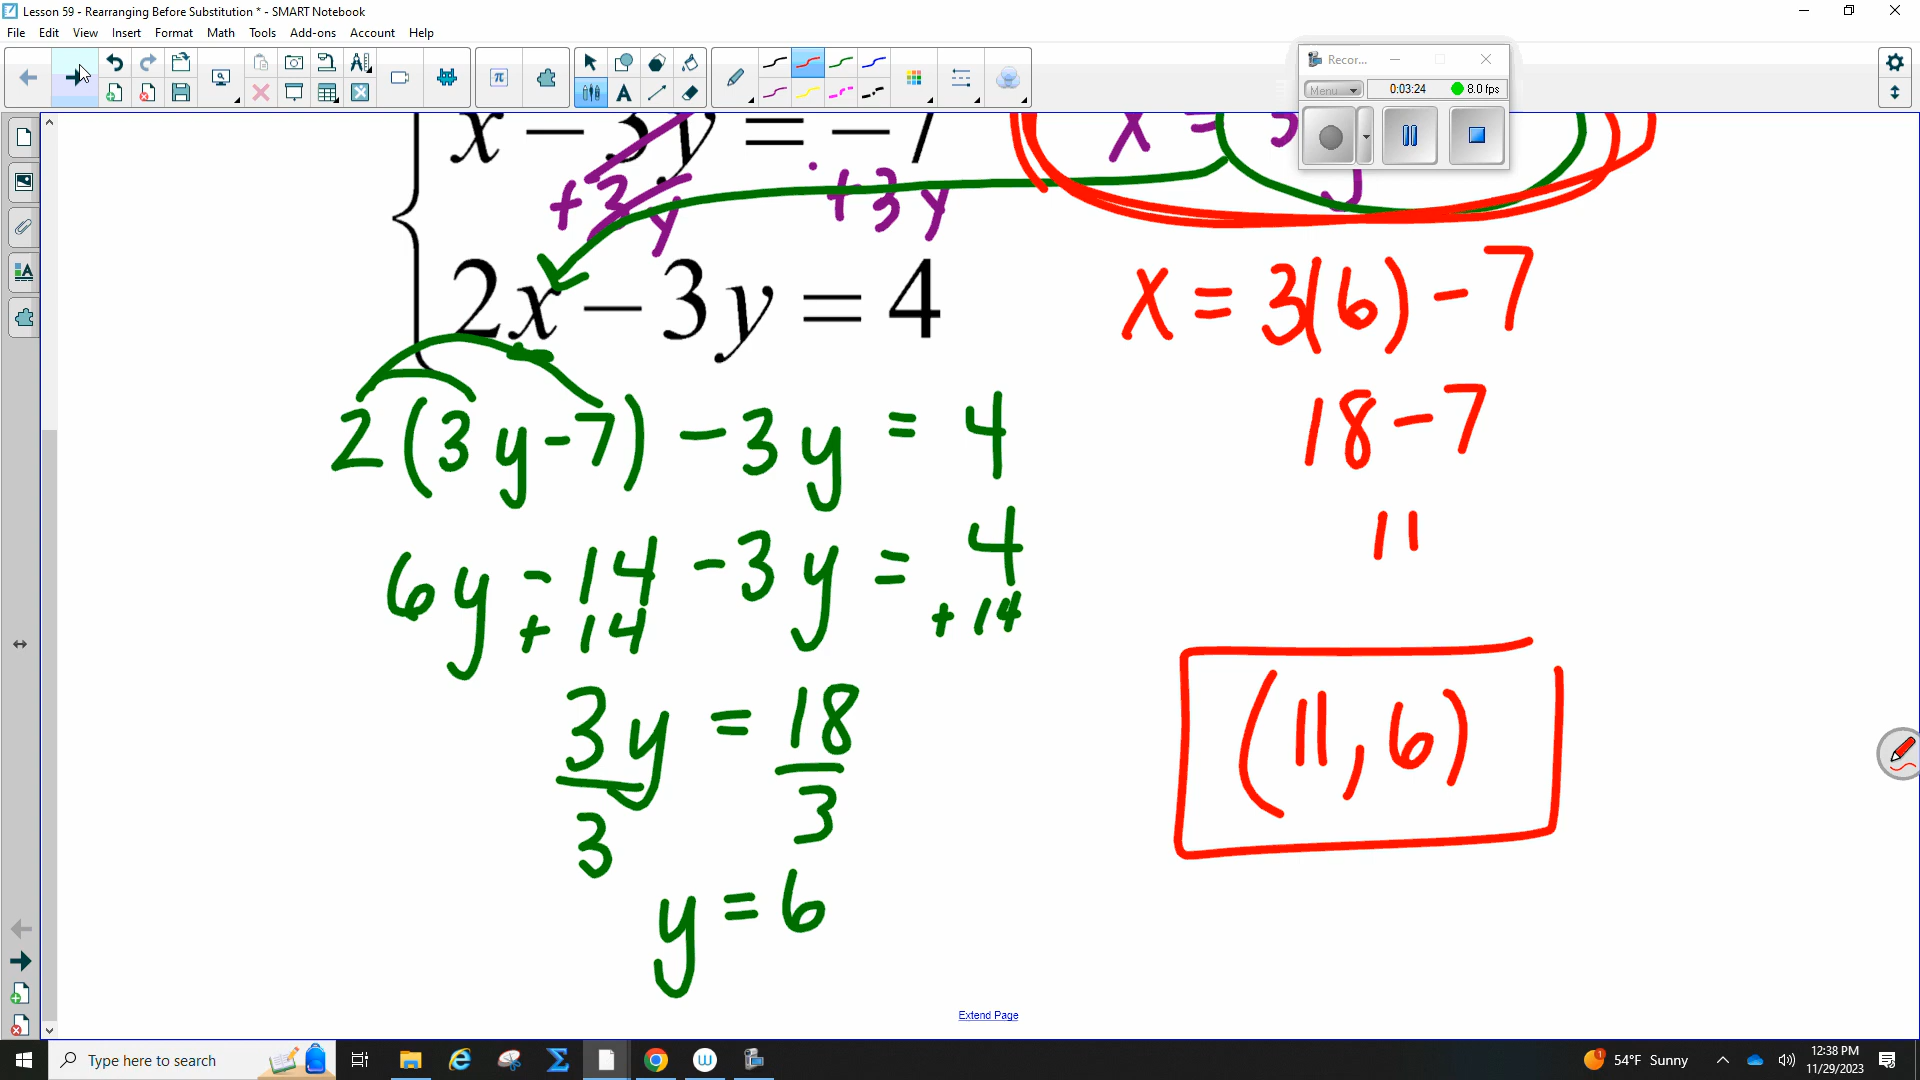 Lesson 59 - Rearranging Before Substitution * - SMART Notebook
File Edit View Insert Format Math Tools Add-ons Account Help
Recor...
Menu 0:03:24 8.0 fps
x − 3y = −7
x = 3
+ 3y + 3y
y
2x − 3y = 4
x = 3(6) - 7
18 - 7
2(3y-7) - 3y = 4
11
6y - 14 - 3y = 4
+ 14 + 14
3y = 18
3 3
(11, 6)
y = 6
Extend Page
Type here to search
54°F Sunny
12:38 PM
11/29/2023